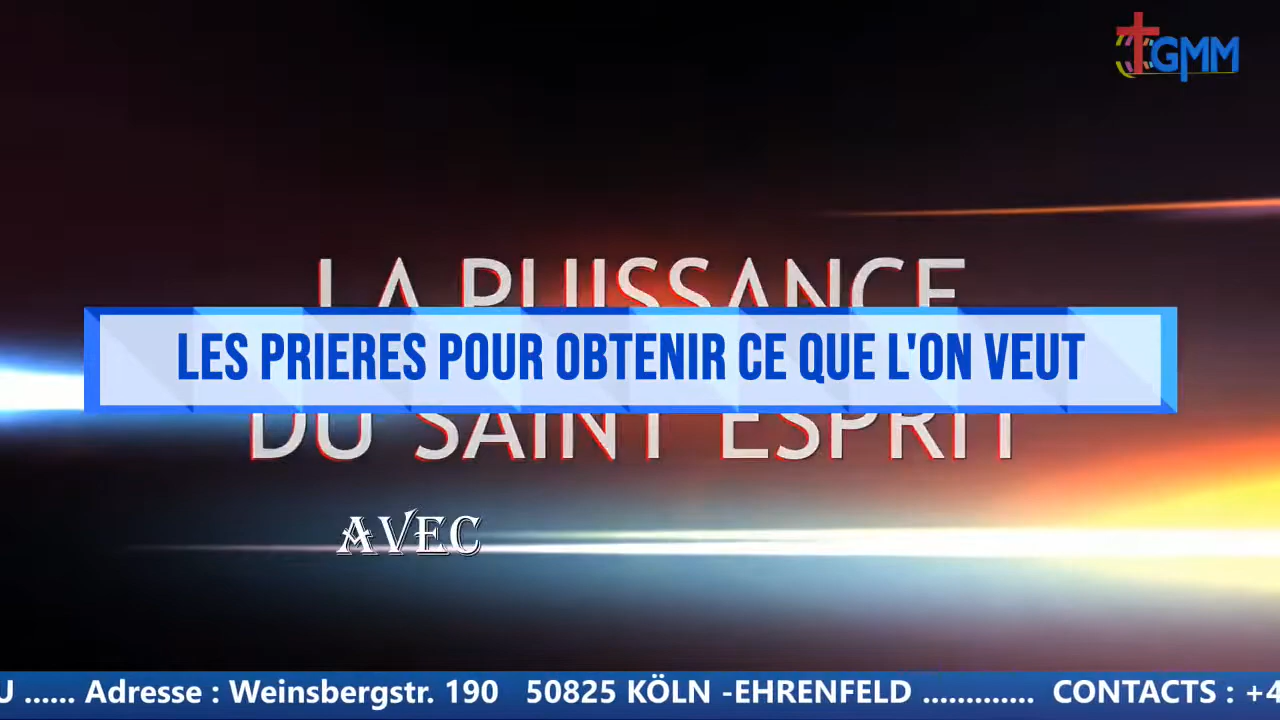 GMM
LA PUISSANCE
LES PRIERES POUR OBTENIR CE QUE L'ON VEUT
DU SAINT ESPRIT
AVEC
U ...... Adresse : Weinsbergstr. 190 50825 KÖLN -EHRENFELD ............. CONTACTS : +4